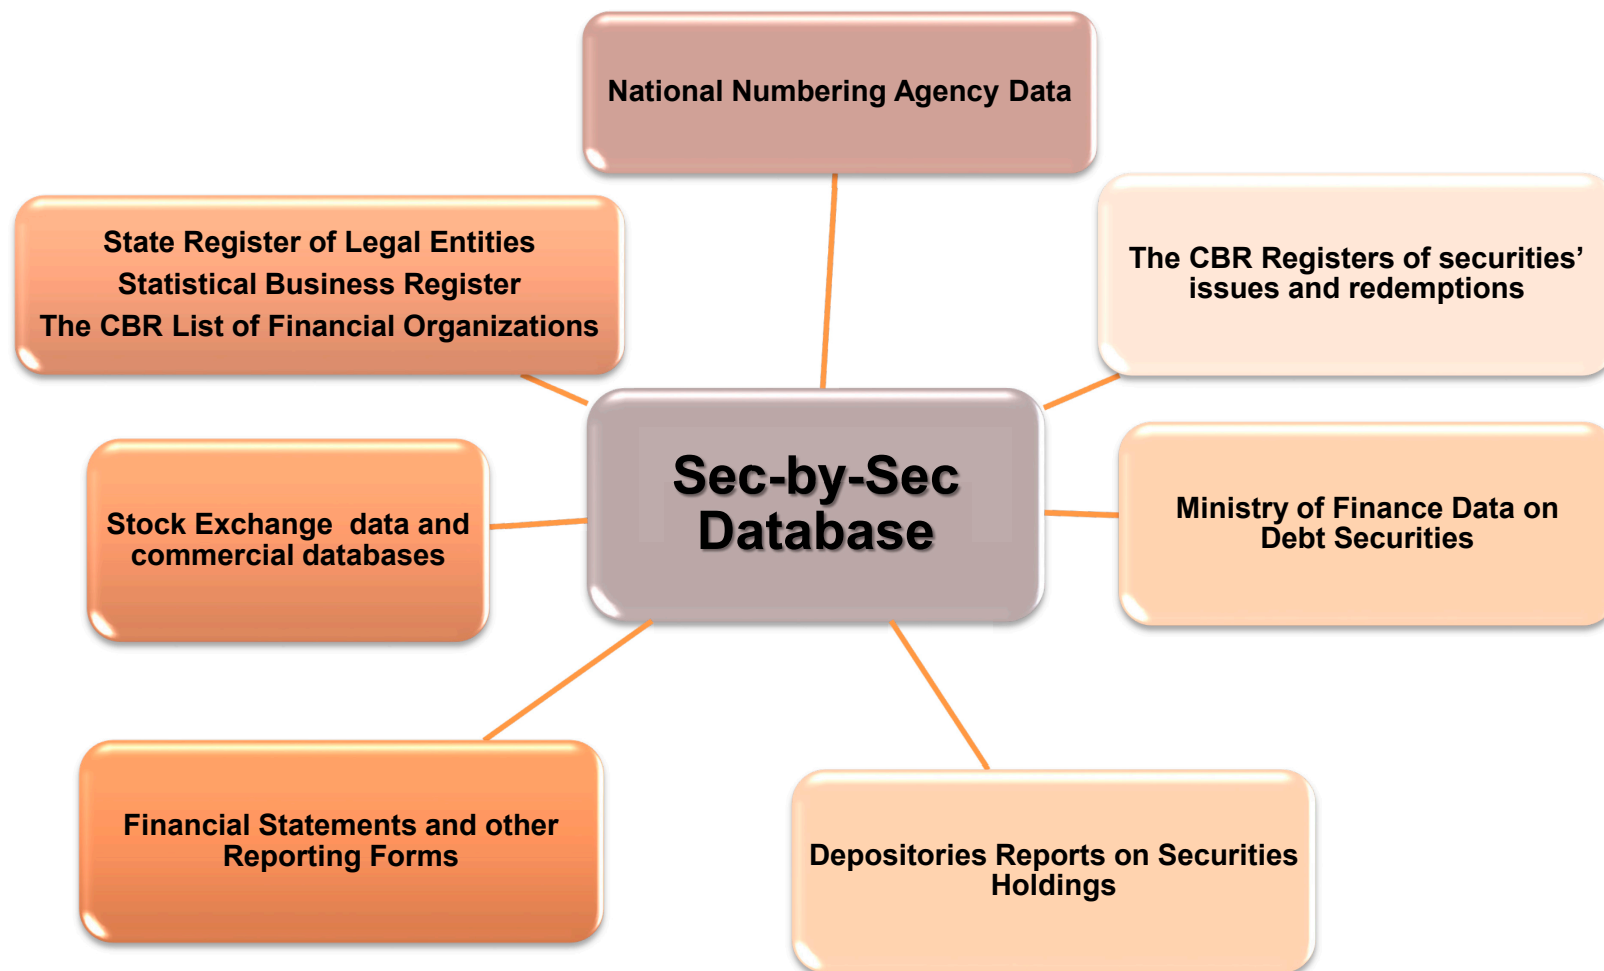 National Numbering Agency Data
State Register of Legal Entities
Statistical Business Register
The CBR List of Financial Organizations
The CBR Registers of securities’
issues and redemptions
Sec-by-Sec
Database
Stock Exchange  data and
commercial databases
Ministry of Finance Data on
Debt Securities
Financial Statements and other
Reporting Forms
Depositories Reports on Securities
Holdings